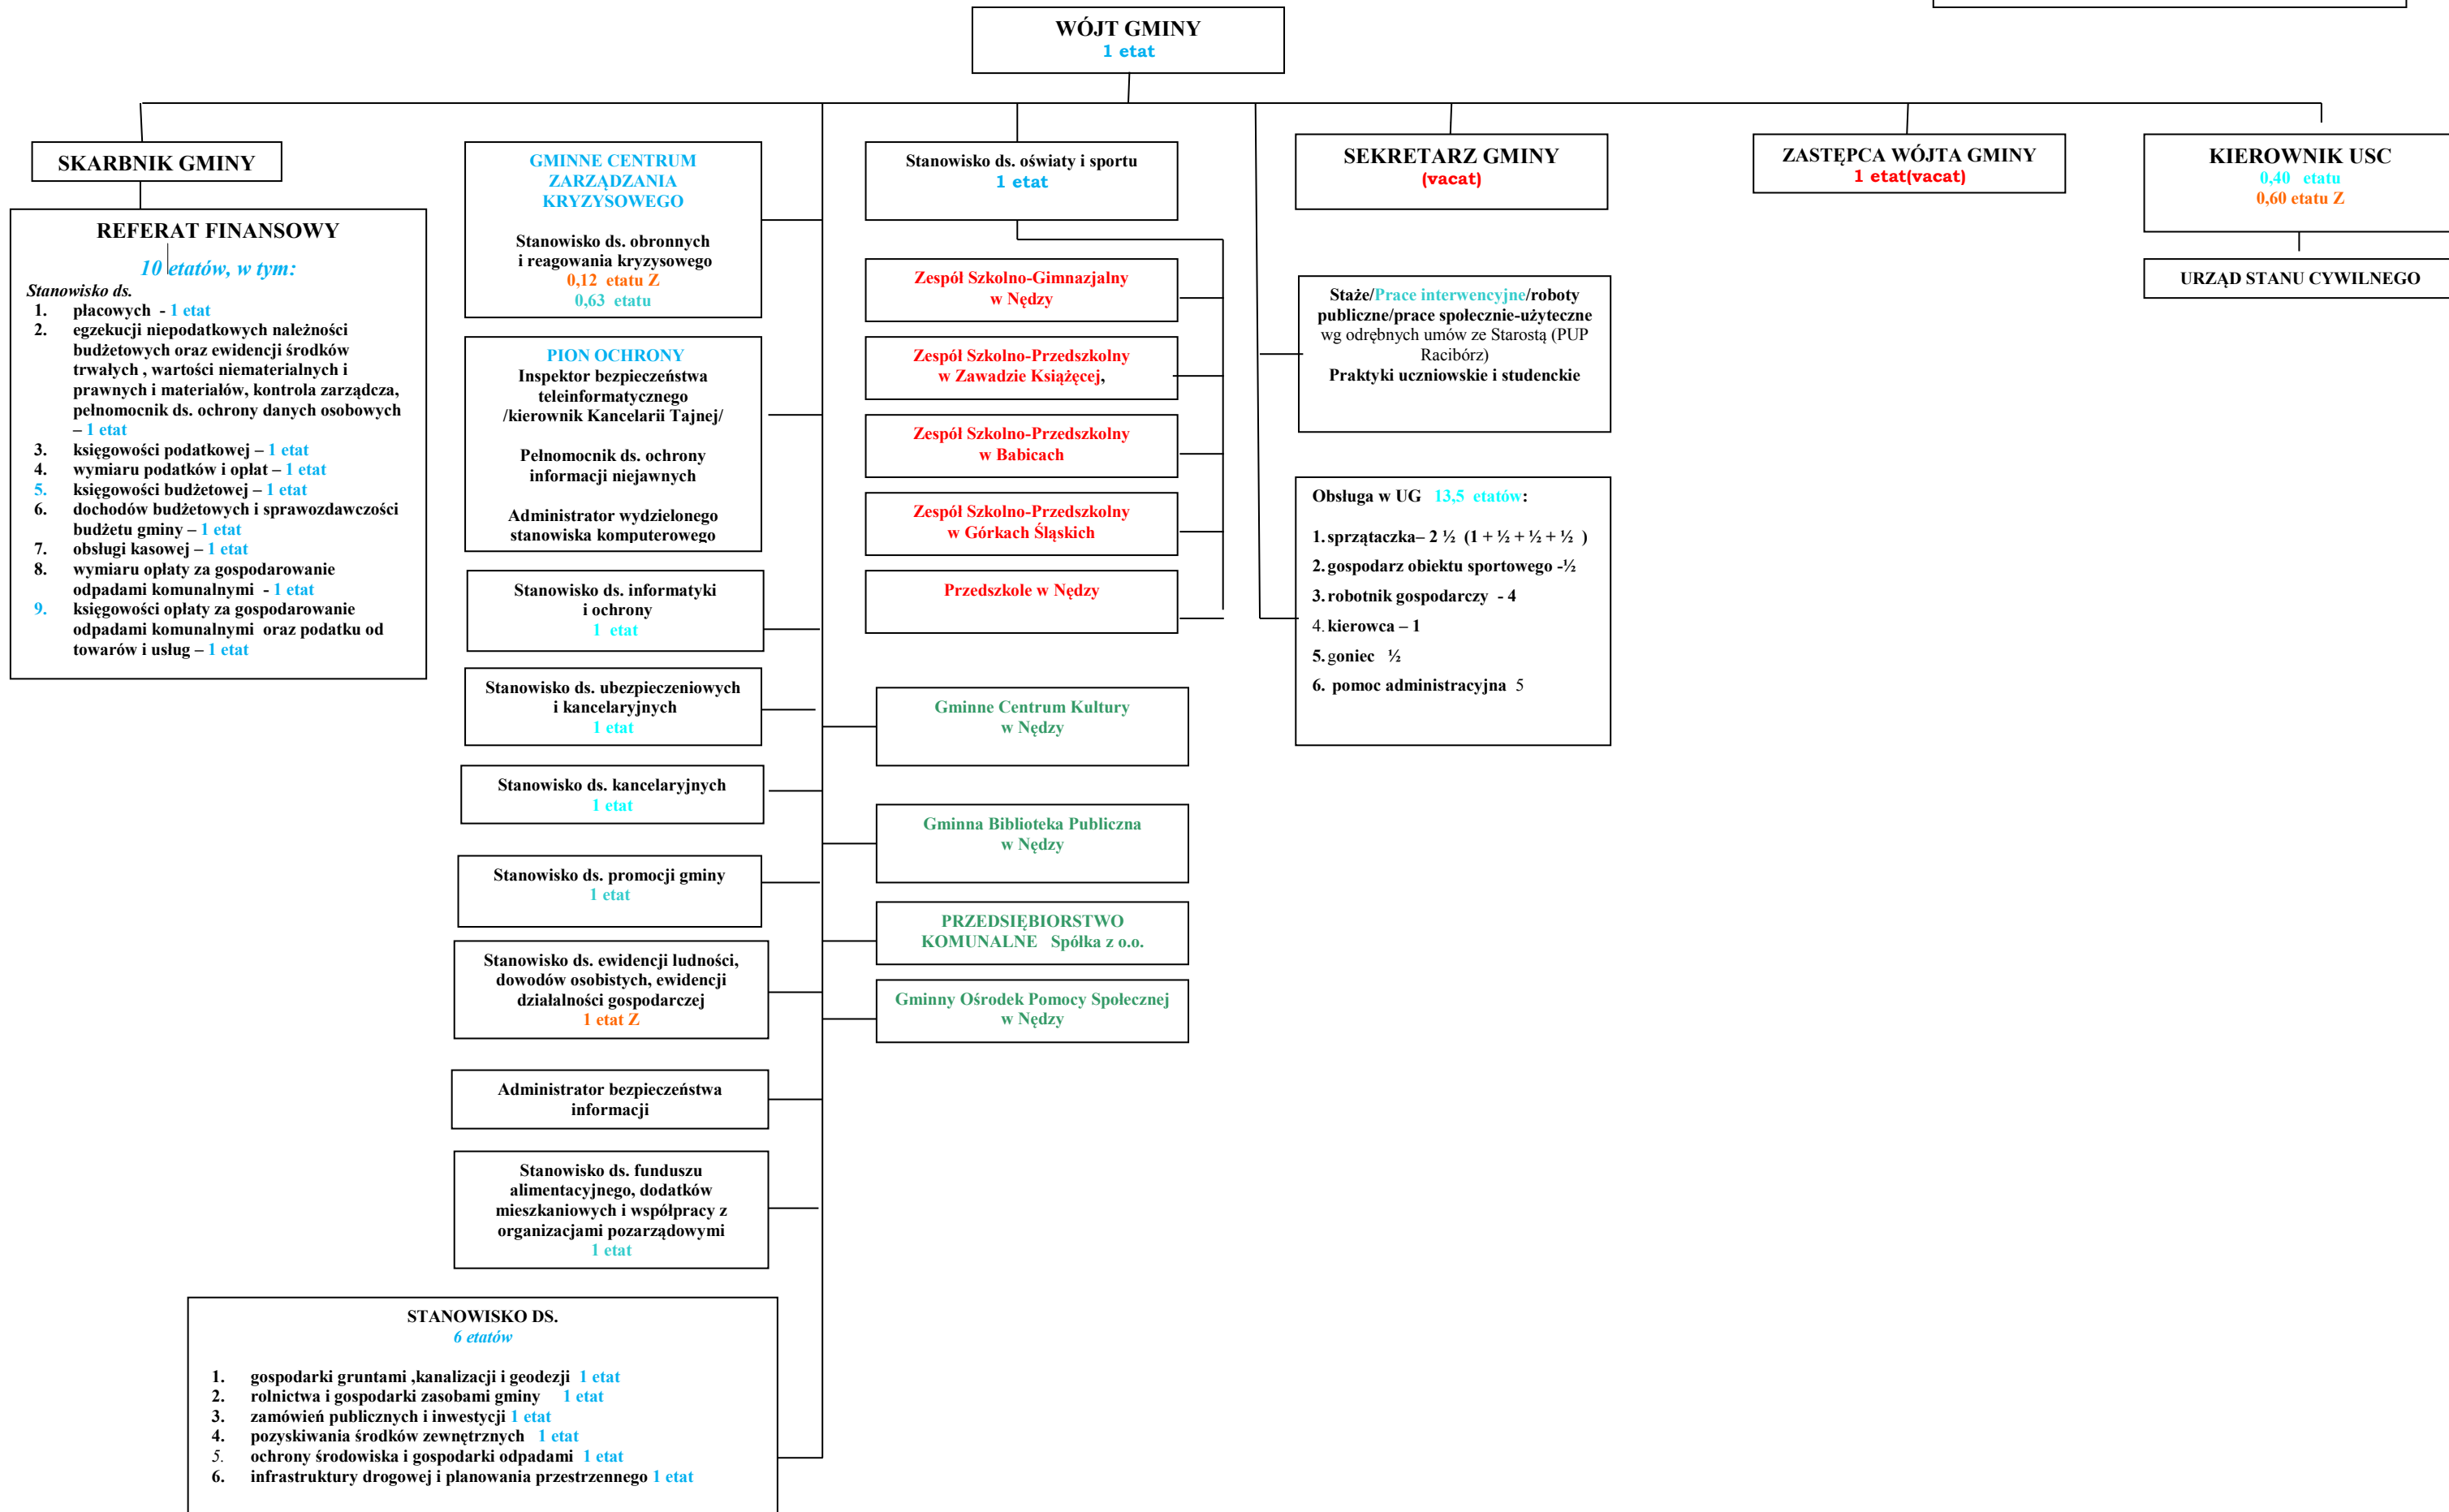 WÓJT GMINY
1 etat
SKARBNIK GMINY
REFERAT FINANSOWY
10 etatów, w tym:
Stanowisko ds.
1. płacowych - 1 etat
2. egzekucji niepodatkowych należności
budżetowych oraz ewidencji środków
trwałych , wartości niematerialnych i
prawnych i materiałów, kontrola zarządcza,
pełnomocnik ds. ochrony danych osobowych
– 1 etat
3. księgowości podatkowej – 1 etat
4. wymiaru podatków i opłat – 1 etat
5. księgowości budżetowej – 1 etat
6. dochodów budżetowych i sprawozdawczości
budżetu gminy – 1 etat
7. obsługi kasowej – 1 etat
8. wymiaru opłaty za gospodarowanie
odpadami komunalnymi - 1 etat
9. księgowości opłaty za gospodarowanie
odpadami komunalnymi oraz podatku od
towarów i usług – 1 etat
GMINNE CENTRUM
ZARZĄDZANIA
KRYZYSOWEGO
Stanowisko ds. obronnych
i reagowania kryzysowego
0,12 etatu Z
0,63 etatu
PION OCHRONY
Inspektor bezpieczeństwa
teleinformatycznego
/kierownik Kancelarii Tajnej/
Pełnomocnik ds. ochrony
informacji niejawnych
Administrator wydzielonego
stanowiska komputerowego
Stanowisko ds. informatyki
i ochrony
1 etat
Stanowisko ds. ubezpieczeniowych
i kancelaryjnych
1 etat
Stanowisko ds. kancelaryjnych
1 etat
Stanowisko ds. promocji gminy
1 etat
Stanowisko ds. ewidencji ludności,
dowodów osobistych, ewidencji
działalności gospodarczej
1 etat Z
Administrator bezpieczeństwa
informacji
Stanowisko ds. funduszu
alimentacyjnego, dodatków
mieszkaniowych i współpracy z
organizacjami pozarządowymi
1 etat
STANOWISKO DS.
6 etatów
1. gospodarki gruntami ,kanalizacji i geodezji 1 etat
2. rolnictwa i gospodarki zasobami gminy 1 etat
3. zamówień publicznych i inwestycji 1 etat
4. pozyskiwania środków zewnętrznych 1 etat
5. ochrony środowiska i gospodarki odpadami 1 etat
6. infrastruktury drogowej i planowania przestrzennego 1 etat
Stanowisko ds. oświaty i sportu
1 etat
Zespół Szkolno-Gimnazjalny
w Nędzy
Zespół Szkolno-Przedszkolny
w Zawadzie Książęcej,
Zespół Szkolno-Przedszkolny
w Babicach
Zespół Szkolno-Przedszkolny
w Górkach Śląskich
Przedszkole w Nędzy
Gminne Centrum Kultury
w Nędzy
Gminna Biblioteka Publiczna
w Nędzy
PRZEDSIĘBIORSTWO
KOMUNALNE Spółka z o.o.
Gminny Ośrodek Pomocy Społecznej
w Nędzy
SEKRETARZ GMINY
(vacat)
Staże/Prace interwencyjne/roboty
publiczne/prace społecznie-użyteczne
wg odrębnych umów ze Starostą (PUP
Racibórz)
Praktyki uczniowskie i studenckie
Obsługa w UG 13,5 etatów:
1. sprzątaczka– 2 ½ (1 + ½ + ½ + ½ )
2. gospodarz obiektu sportowego -½
3. robotnik gospodarczy - 4
4. kierowca – 1
5. goniec ½
6. pomoc administracyjna 5
ZASTĘPCA WÓJTA GMINY
1 etat(vacat)
KIEROWNIK USC
0,40 etatu
0,60 etatu Z
URZĄD STANU CYWILNEGO